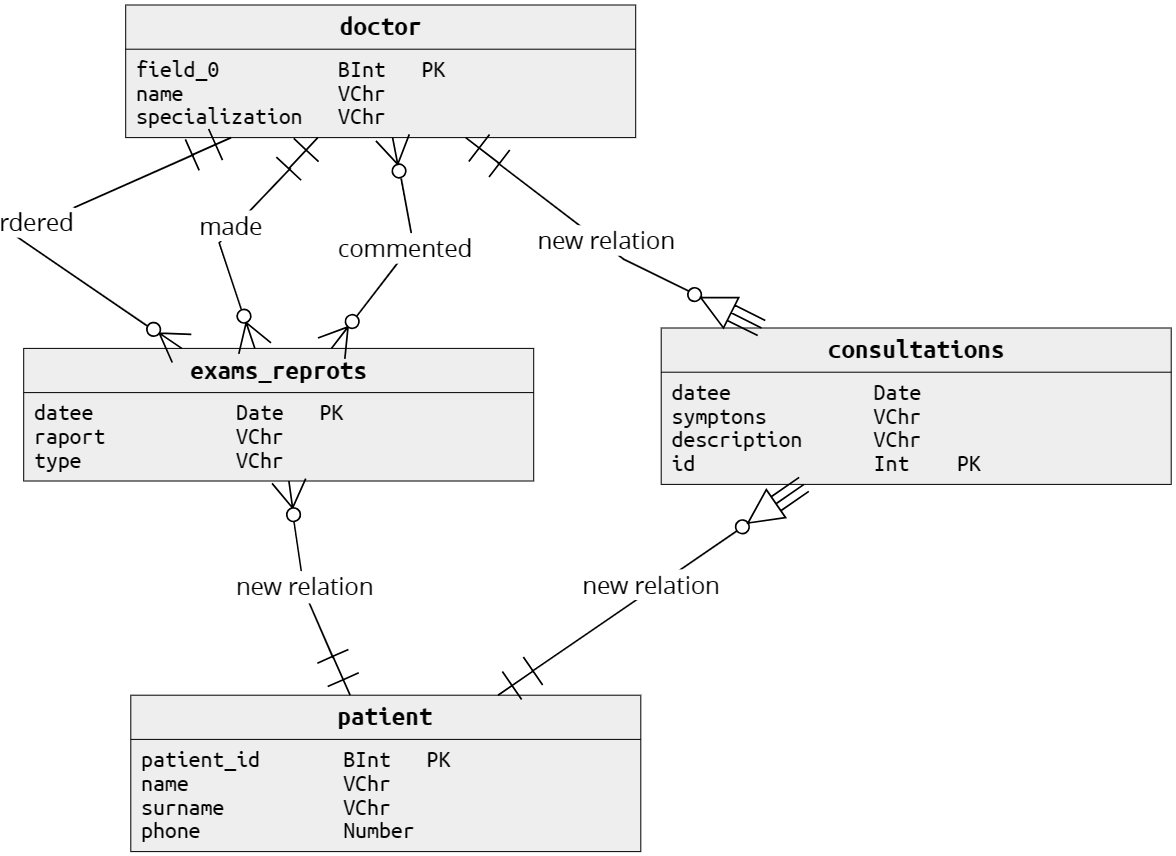 doctor
field_0 BInt PK
name VChr
specialization VChr
rdered
made
commented
new relation
exams_reprots
datee Date PK
raport VChr
type VChr
consultations
datee Date
symptons VChr
description VChr
id Int PK
new relation
new relation
patient
patient_id BInt PK
name VChr
surname VChr
phone Number